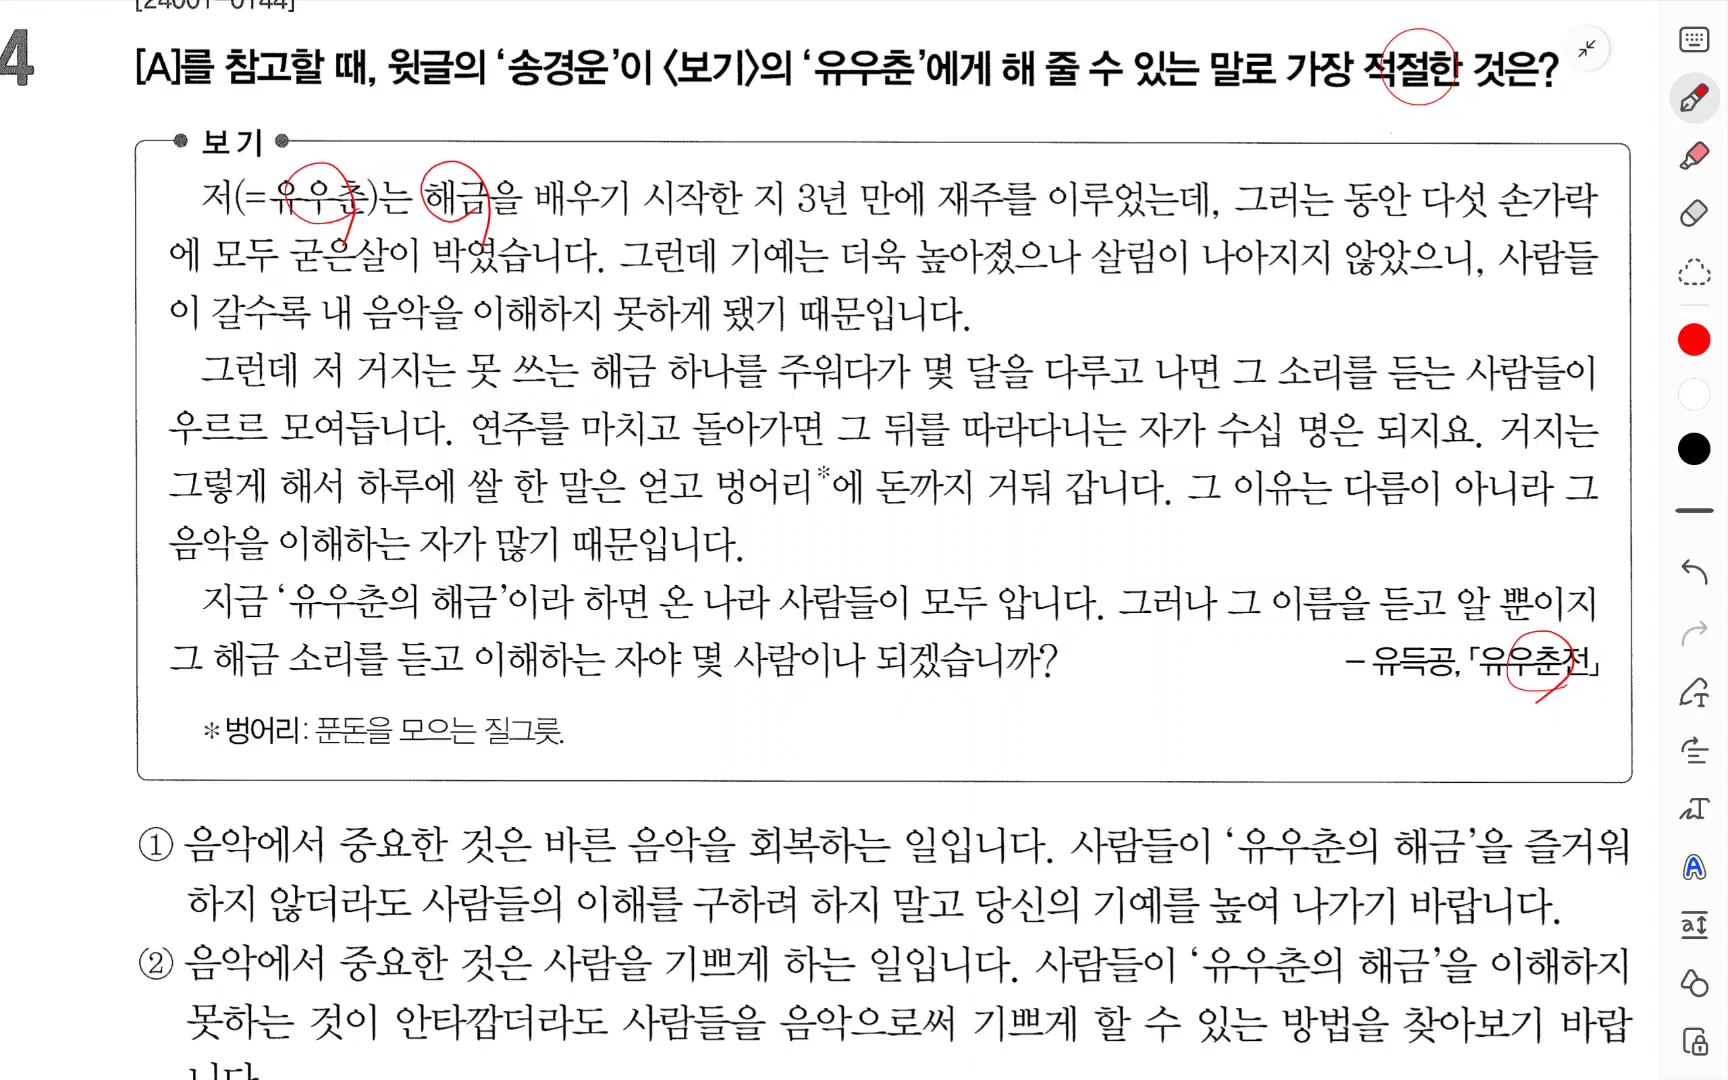 [24001-0144]
4
[A]를 참고할 때, 윗글의 ‘송경운’이 〈보기〉의 ‘유우춘’에게 해 줄 수 있는 말로 가장 적절한 것은?
보기
저(=유우춘)는 해금을 배우기 시작한 지 3년 만에 재주를 이루었는데, 그러는 동안 다섯 손가락
에 모두 굳은살이 박였습니다. 그런데 기예는 더욱 높아졌으나 살림이 나아지지 않았으니, 사람들
이 갈수록 내 음악을 이해하지 못하게 됐기 때문입니다.
그런데 저 거지는 못 쓰는 해금 하나를 주워다가 몇 달을 다루고 나면 그 소리를 듣는 사람들이
우르르 모여듭니다. 연주를 마치고 돌아가면 그 뒤를 따라다니는 자가 수십 명은 되지요. 거지는
그렇게 해서 하루에 쌀 한 말은 얻고 벙어리*에 돈까지 거둬 갑니다. 그 이유는 다름이 아니라 그
음악을 이해하는 자가 많기 때문입니다.
지금 ‘유우춘의 해금’이라 하면 온 나라 사람들이 모두 압니다. 그러나 그 이름을 듣고 알 뿐이지
그 해금 소리를 듣고 이해하는 자야 몇 사람이나 되겠습니까?
– 유득공, 「유우춘전」
* 벙어리: 푼돈을 모으는 질그릇.
① 음악에서 중요한 것은 바른 음악을 회복하는 일입니다. 사람들이 ‘유우춘의 해금’을 즐거워
하지 않더라도 사람들의 이해를 구하려 하지 말고 당신의 기예를 높여 나가기 바랍니다.
② 음악에서 중요한 것은 사람을 기쁘게 하는 일입니다. 사람들이 ‘유우춘의 해금’을 이해하지
못하는 것이 안타깝더라도 사람들을 음악으로써 기쁘게 할 수 있는 방법을 찾아보기 바랍
니다.